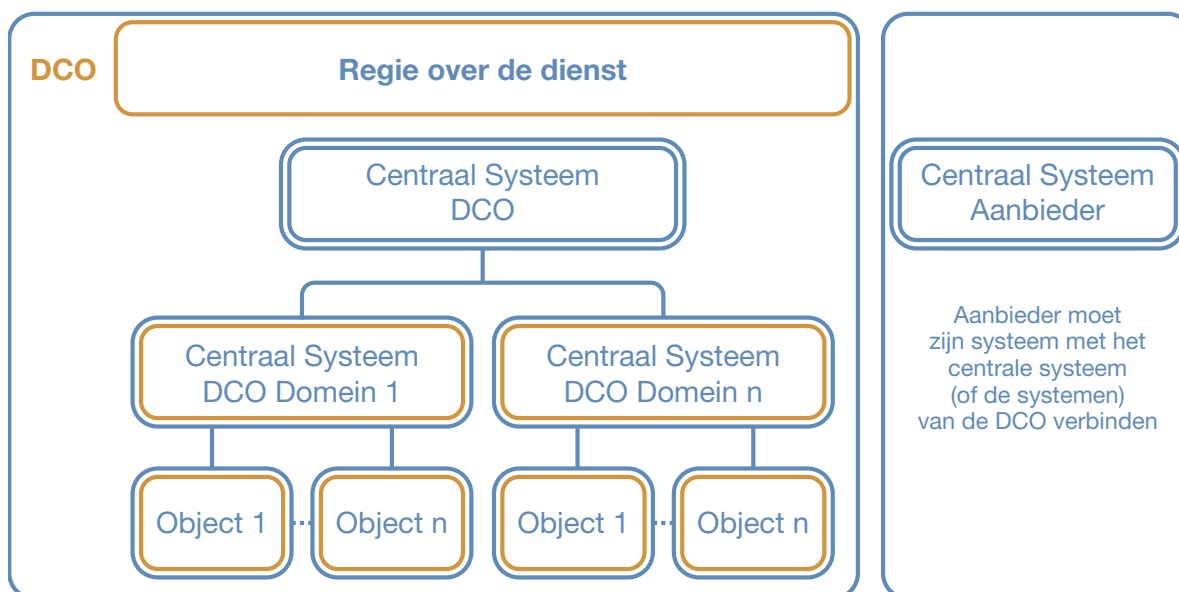 DCO
Regie over de dienst
Centraal Systeem
DCO
Centraal Systeem
DCO Domein 1
Centraal Systeem
DCO Domein n
Object 1
Object n
Object 1
Object n
Centraal Systeem
Aanbieder
Aanbieder moet
zijn systeem met het
centrale systeem
(of de systemen)
van de DCO verbinden